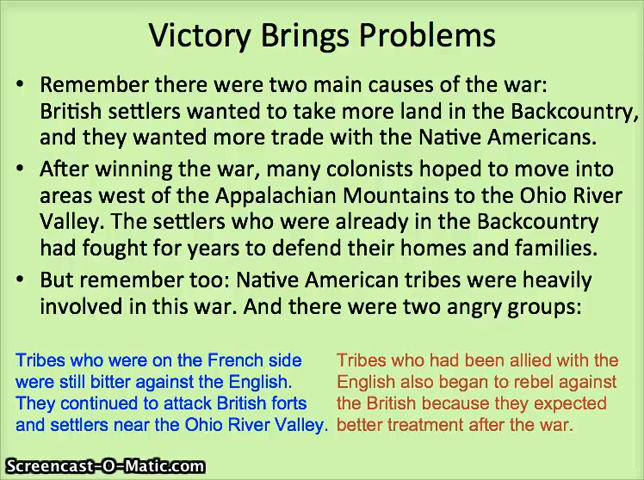 Victory Brings Problems
• Remember there were two main causes of the war:
British settlers wanted to take more land in the Backcountry,
and they wanted more trade with the Native Americans.
• After winning the war, many colonists hoped to move into
areas west of the Appalachian Mountains to the Ohio River
Valley. The settlers who were already in the Backcountry
had fought for years to defend their homes and families.
• But remember too: Native American tribes were heavily
involved in this war. And there were two angry groups:
Tribes who were on the French side
were still bitter against the English.
They continued to attack British forts
and settlers near the Ohio River Valley.
Tribes who had been allied with the
English also began to rebel against
the British because they expected
better treatment after the war.
Screencast-O-Matic.com